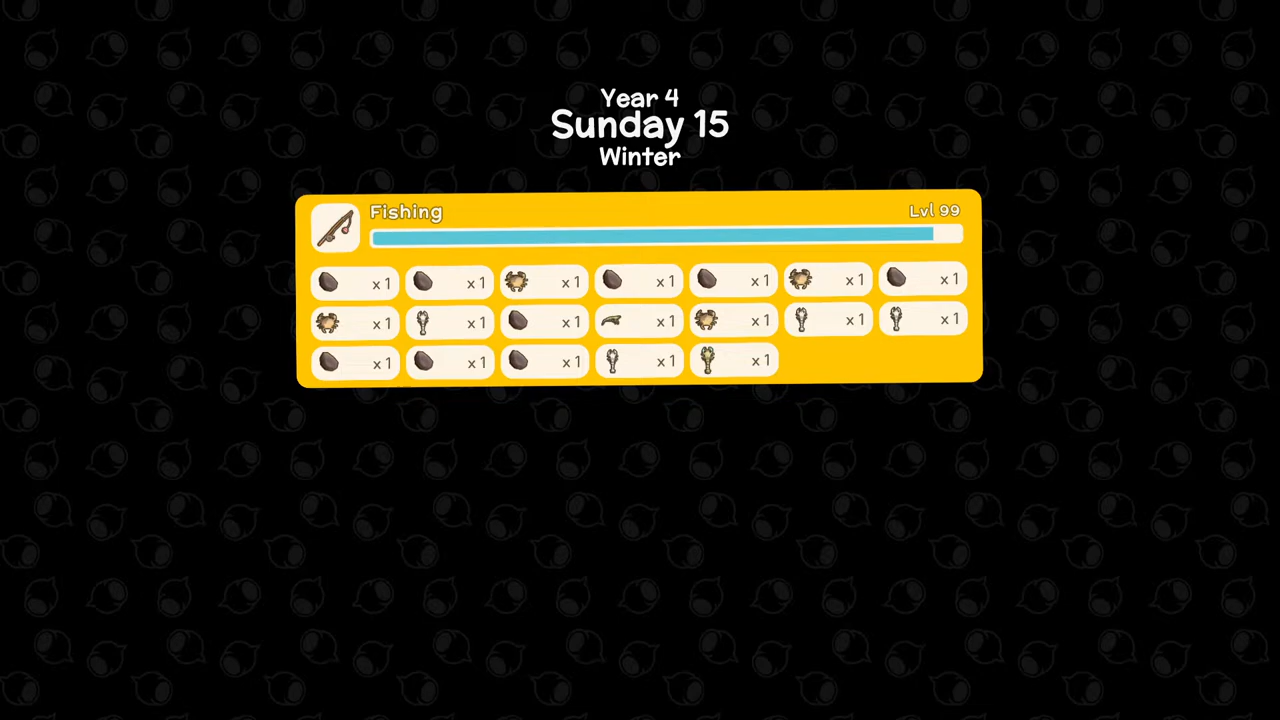 Year 4
Sunday 15
Winter
Fishing Lvl 99
x 1 x 1 x 1 x 1 x 1 x 1 x 1
x 1 x 1 x 1 x 1 x 1 x 1 x 1
x 1 x 1 x 1 x 1 x 1